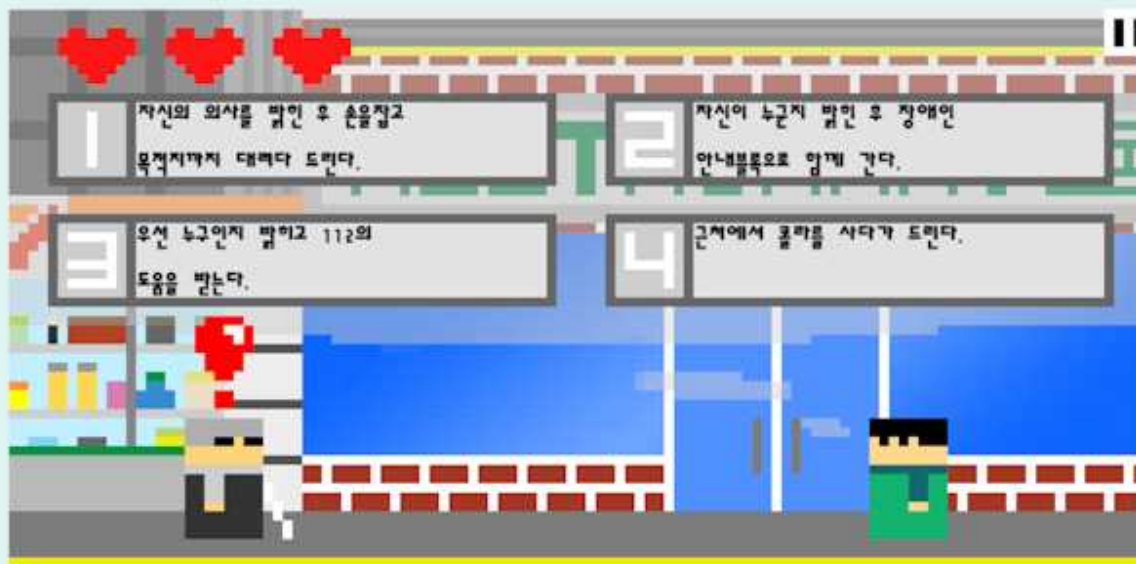 1
자신의 의사를 밝힌 후 손을잡고
목적지까지 대려다 드린다.
2
자신이 누군지 밝힌 후 장애인
안내블록으로 함께 간다.
3
우선 누구인지 밝히고 112의
도움을 받는다.
4
근처에서 콜라를 사다가 드린다.